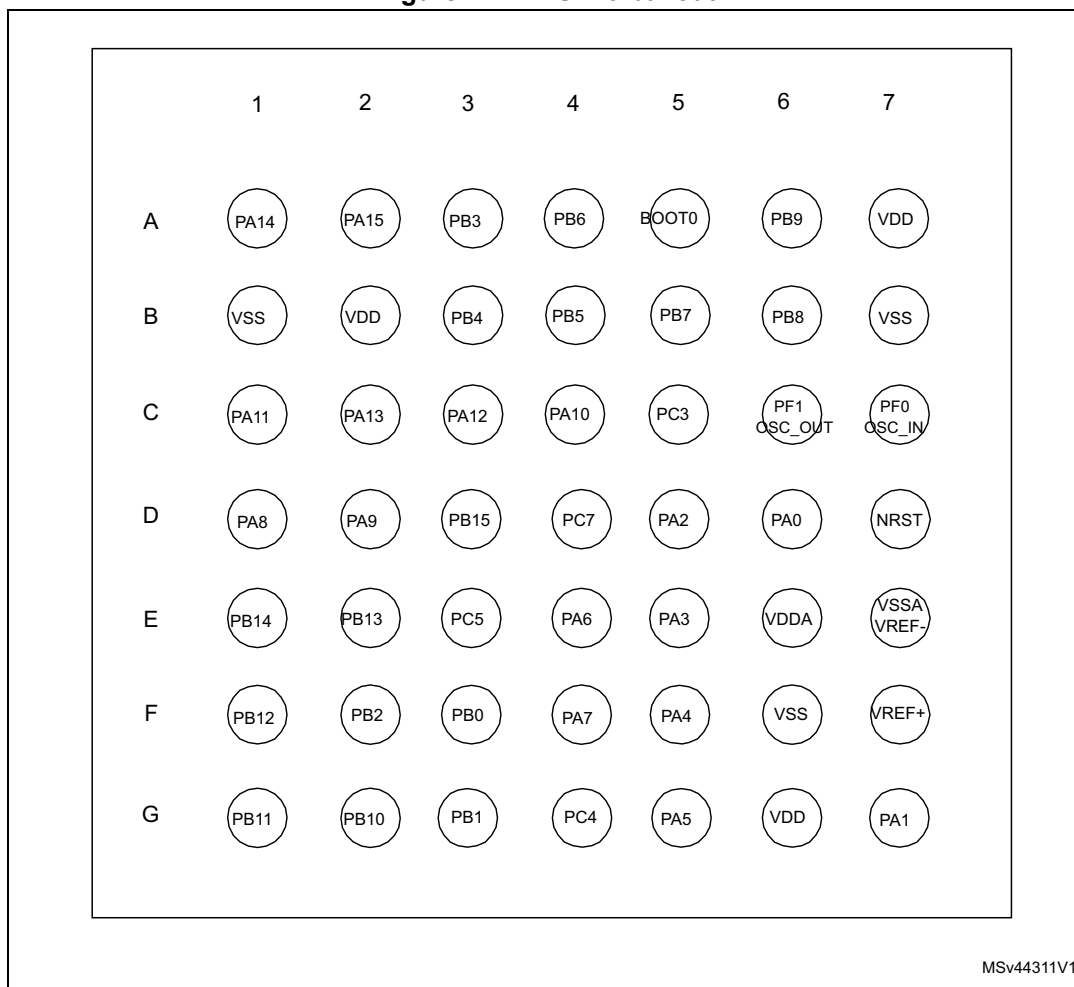 1 2 3 4 5 6 7
A PA14 PA15 PB3 PB6 BOOT0 PB9 VDD
B VSS VDD PB4 PB5 PB7 PB8 VSS
C PA11 PA13 PA12 PA10 PC3 PF1 OSC_OUT PF0 OSC_IN
D PA8 PA9 PB15 PC7 PA2 PA0 NRST
E PB14 PB13 PC5 PA6 PA3 VDDA VSSA VREF-
F PB12 PB2 PB0 PA7 PA4 VSS VREF+
G PB11 PB10 PB1 PC4 PA5 VDD PA1
MSv44311V1